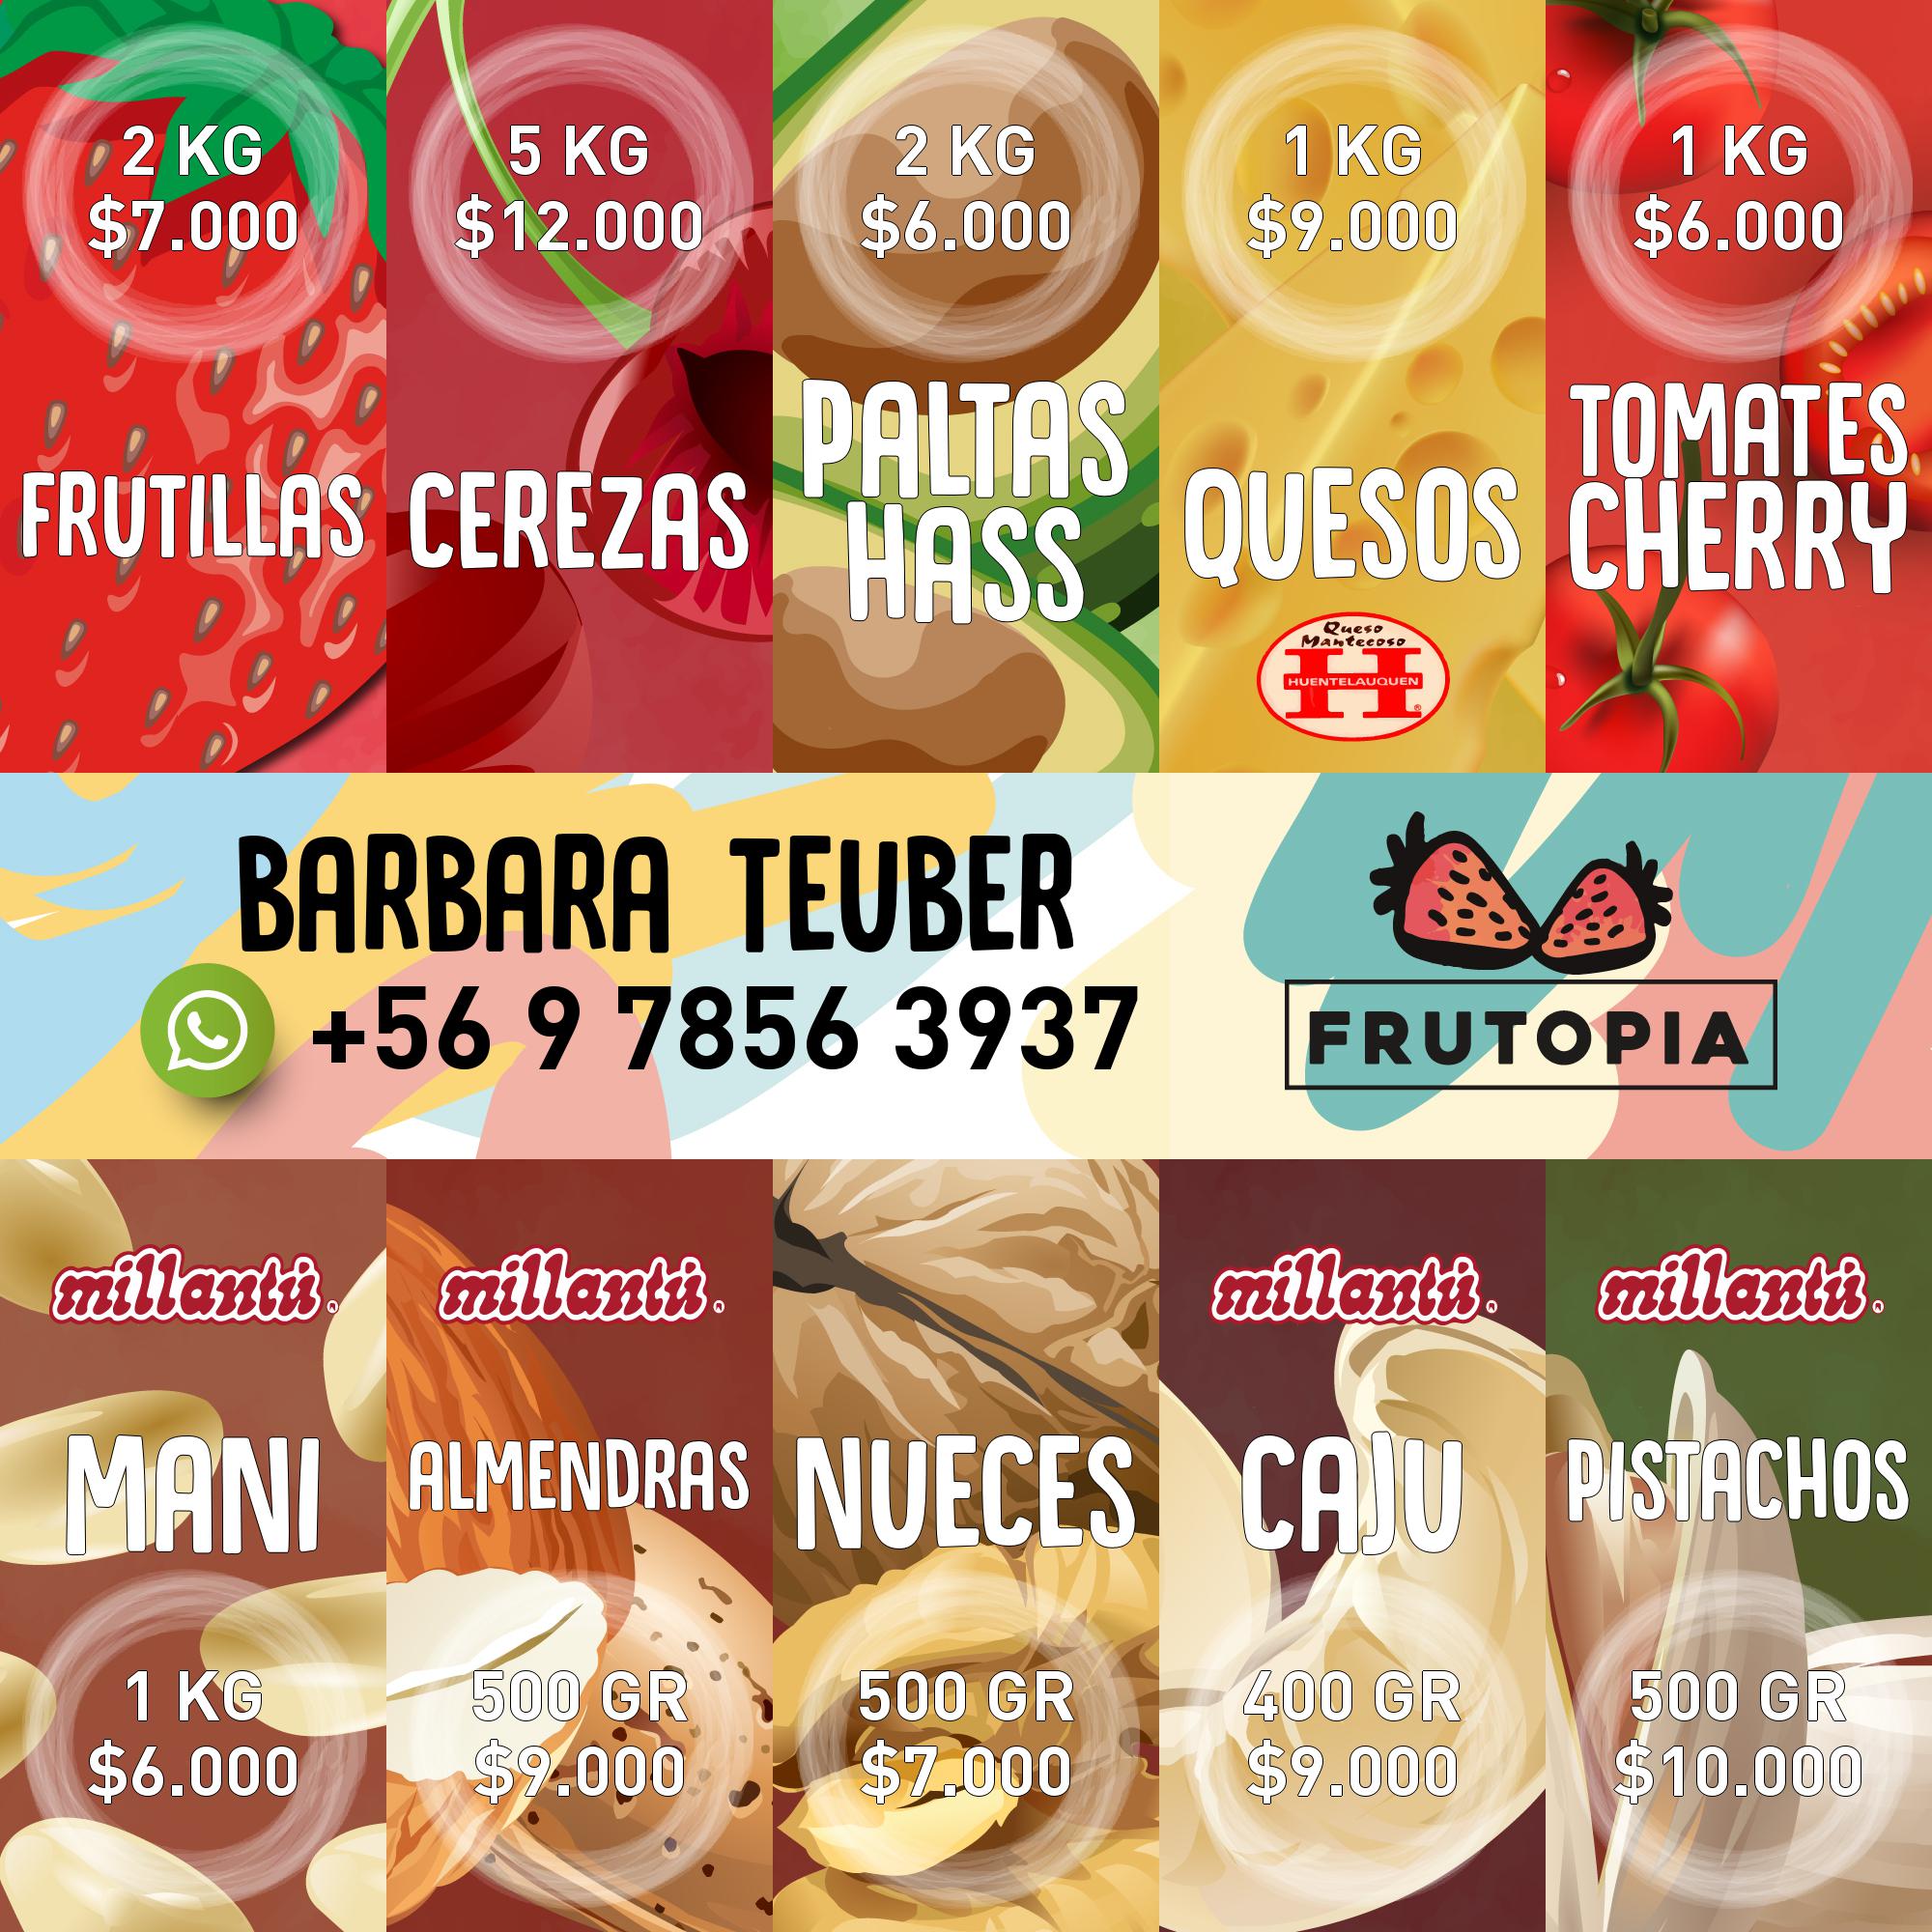 2 KG
$7.000
FRUTILLAS
5 KG
$12.000
CEREZAS
2 KG
$6.000
PALTAS
HASS
1 KG
$9.000
QUESOS
Queso
Mantecoso
H
HUENTELAUQUEN
®
1 KG
$6.000
TOMATES
CHERRY
BARBARA TEUBER
+56 9 7856 3937
FRUTOPIA
millantú®
MANI
1 KG
$6.000
millantú®
ALMENDRAS
500 GR
$9.000
NUECES
500 GR
$7.000
millantú®
CAJU
400 GR
$9.000
millantú®
PISTACHOS
500 GR
$10.000